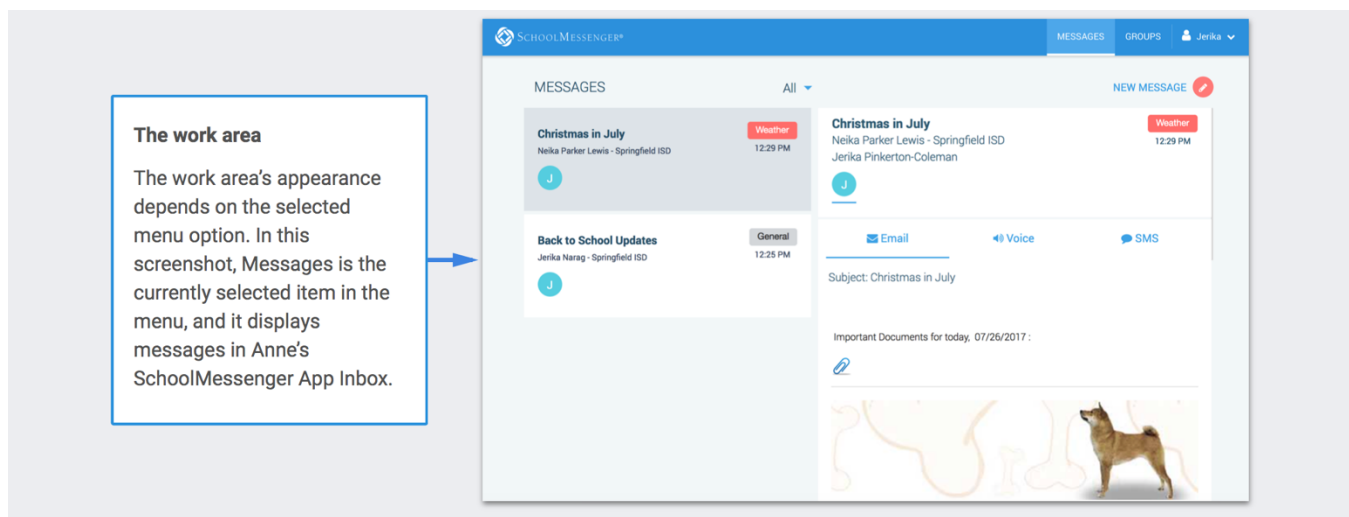 The work area
The work area's appearance
depends on the selected
menu option. In this
screenshot, Messages is the
currently selected item in the
menu, and it displays
messages in Anne's
SchoolMessenger App Inbox.
SCHOOLMESSENGER®
MESSAGES GROUPS Jerika
MESSAGES All NEW MESSAGE
Christmas in July Weather
Neika Parker Lewis - Springfield ISD 12:29 PM
J
Back to School Updates General
Jerika Narag - Springfield ISD 12:25 PM
J
Christmas in July Weather
Neika Parker Lewis - Springfield ISD 12:29 PM
Jerika Pinkerton-Coleman
J
Email Voice SMS
Subject: Christmas in July
Important Documents for today, 07/26/2017 :